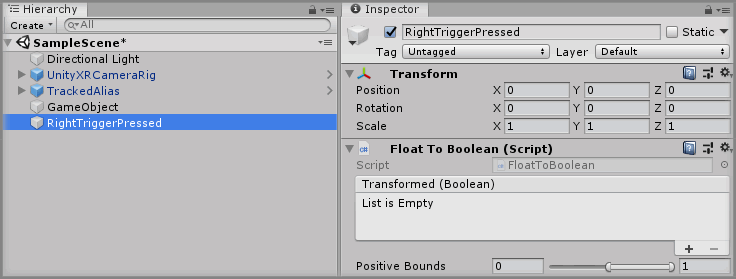 Hierarchy
Create
All
SampleScene*
Directional Light
UnityXRCameraRig
TrackedAlias
GameObject
RightTriggerPressed
Inspector
RightTriggerPressed
Static
Tag Untagged Layer Default
Transform
Position X 0 Y 0 Z 0
Rotation X 0 Y 0 Z 0
Scale X 1 Y 1 Z 1
Float To Boolean (Script)
Script FloatToBoolean
Transformed (Boolean)
List is Empty
Positive Bounds 0 1